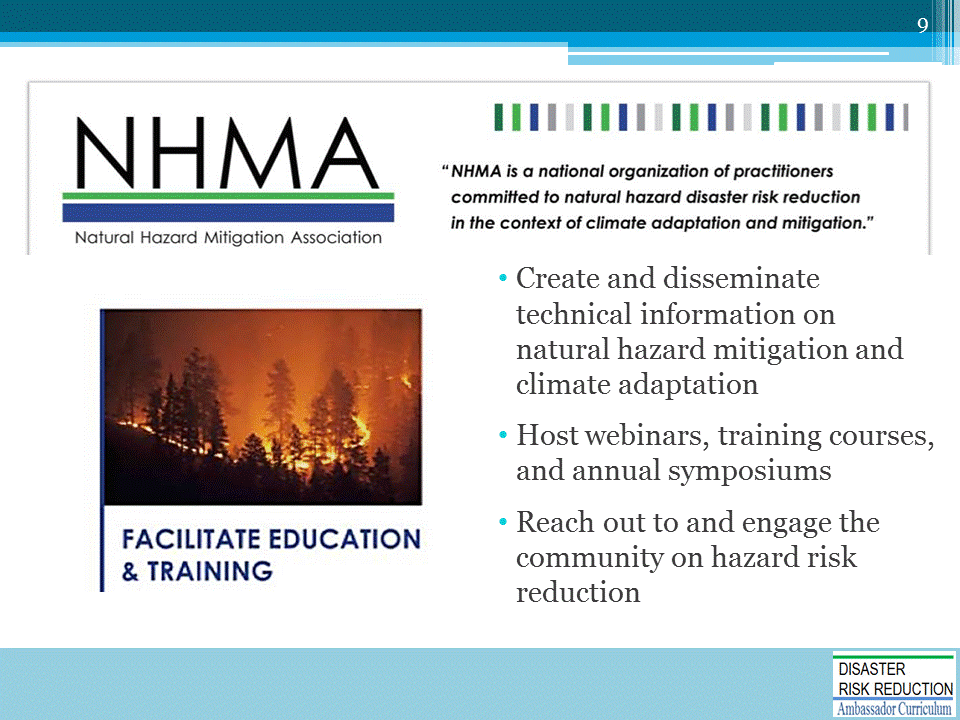 9
NHMA
Natural Hazard Mitigation Association
“NHMA is a national organization of practitioners
committed to natural hazard disaster risk reduction
in the context of climate adaptation and mitigation.”
• Create and disseminate
technical information on
natural hazard mitigation and
climate adaptation
• Host webinars, training courses,
and annual symposiums
• Reach out to and engage the
community on hazard risk
reduction
FACILITATE EDUCATION
& TRAINING
DISASTER
RISK REDUCTION
Ambassador Curriculum